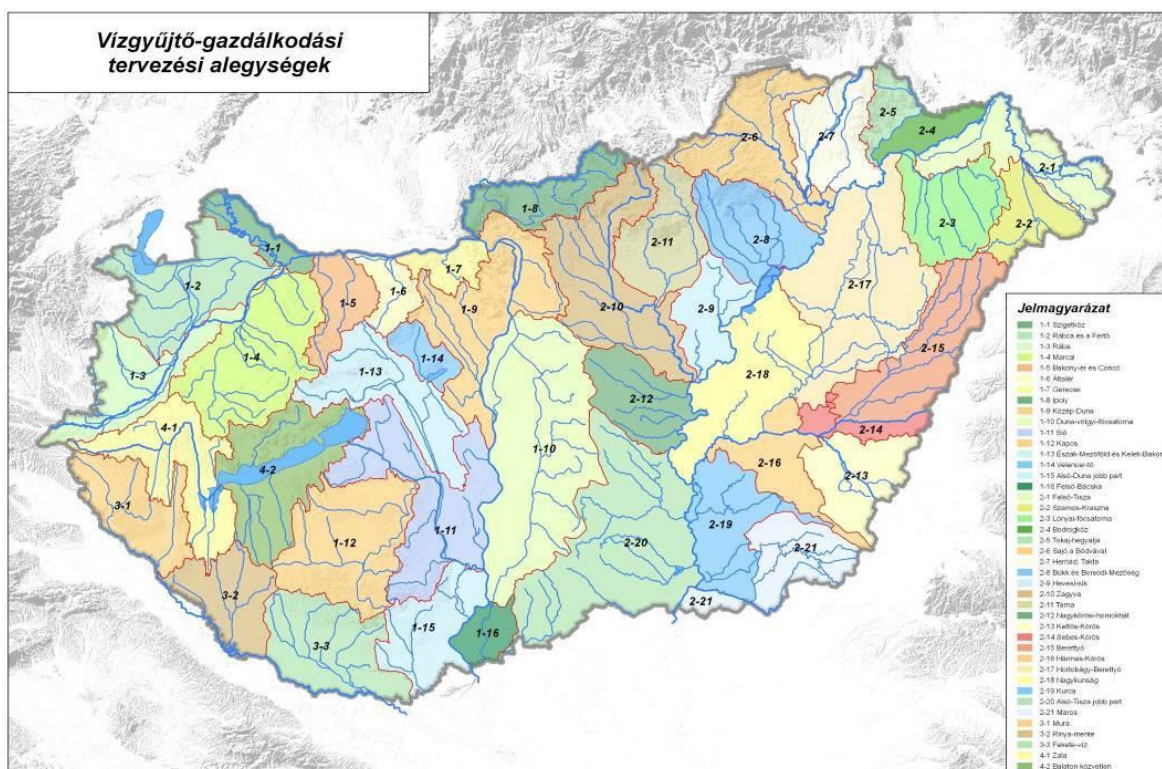 Vízgyűjtő-gazdálkodási
tervezési alegységek
2-5
2-4
2-6
2-7
2-1
1-8
2-3
2-2
1-1
2-8
2-11
1-7
1-2
1-5
1-6
1-9
2-10
2-9
2-17
1-4
1-14
2-15
1-3
1-13
2-18
2-12
2-14
4-1
1-10
4-2
2-16
2-13
3-1
1-11
2-19
1-12
2-20
2-21
3-2
2-21
1-15
1-16
3-3
Jelmagyarázat
1-1 Szigetköz
1-2 Rábca és a Fertő
1-3 Rába
1-4 Marcal
1-5 Bakony-ér és Concó
1-6 Általér
1-7 Gerecse
1-8 Ipoly
1-9 Közép-Duna
1-10 Duna-völgyi-főcsatorna
1-11 Sió
1-12 Kapos
1-13 Észak-Mezőföld és Keleti-Bakony
1-14 Velencei-tó
1-15 Alsó-Duna jobb part
1-16 Felső-Bácska
2-1 Felső-Tisza
2-2 Szamos-Kraszna
2-3 Lónyai-főcsatorna
2-4 Bodrogköz
2-5 Tokaj-hegyalja
2-6 Sajó a Bódvával
2-7 Hernád, Takta
2-8 Bükk és Borsodi-Mezőség
2-9 Hevesi-sík
2-10 Zagyva
2-11 Tarna
2-12 Nagykőrösi-homokhát
2-13 Kettős-Körös
2-14 Sebes-Körös
2-15 Berettyó
2-16 Hármas-Körös
2-17 Hortobágy-Berettyó
2-18 Nagykunság
2-19 Kurca
2-20 Alsó-Tisza jobb part
2-21 Maros
3-1 Mura
3-2 Rinya-mente
3-3 Fekete-víz
4-1 Zala
4-2 Balaton közvetlen